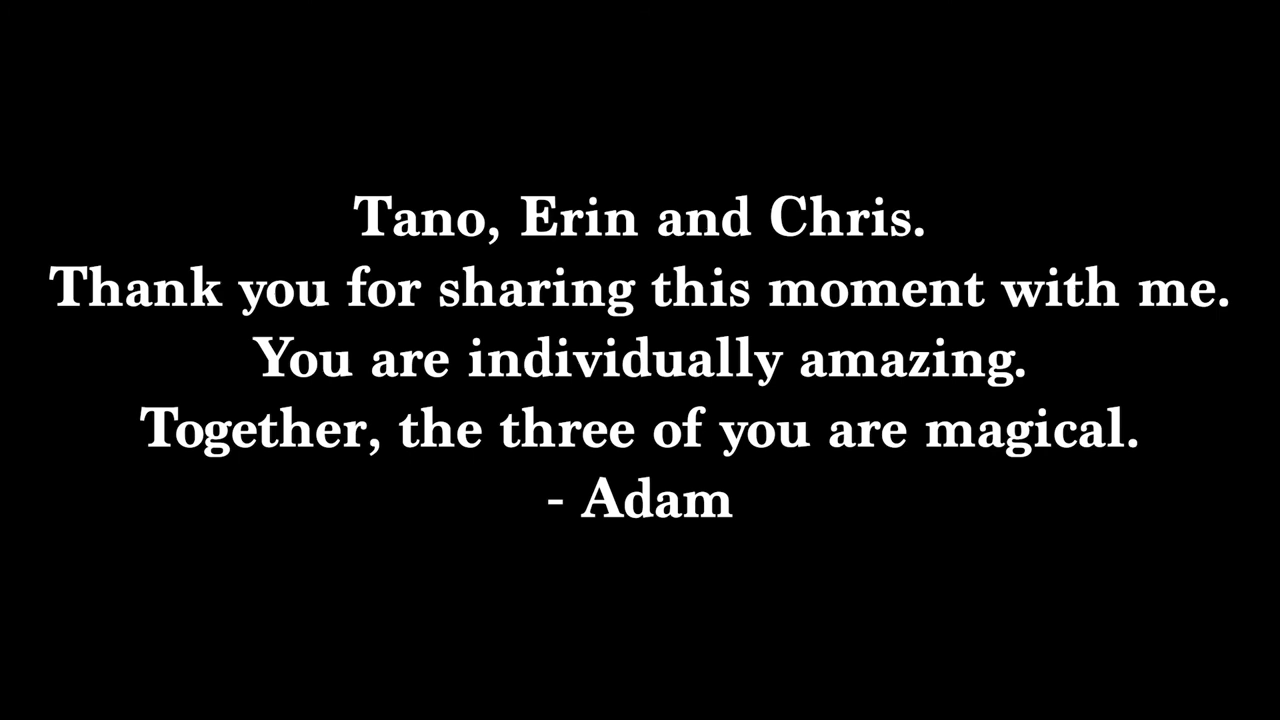 Tano, Erin and Chris.
Thank you for sharing this moment with me.
You are individually amazing.
Together, the three of you are magical.
- Adam